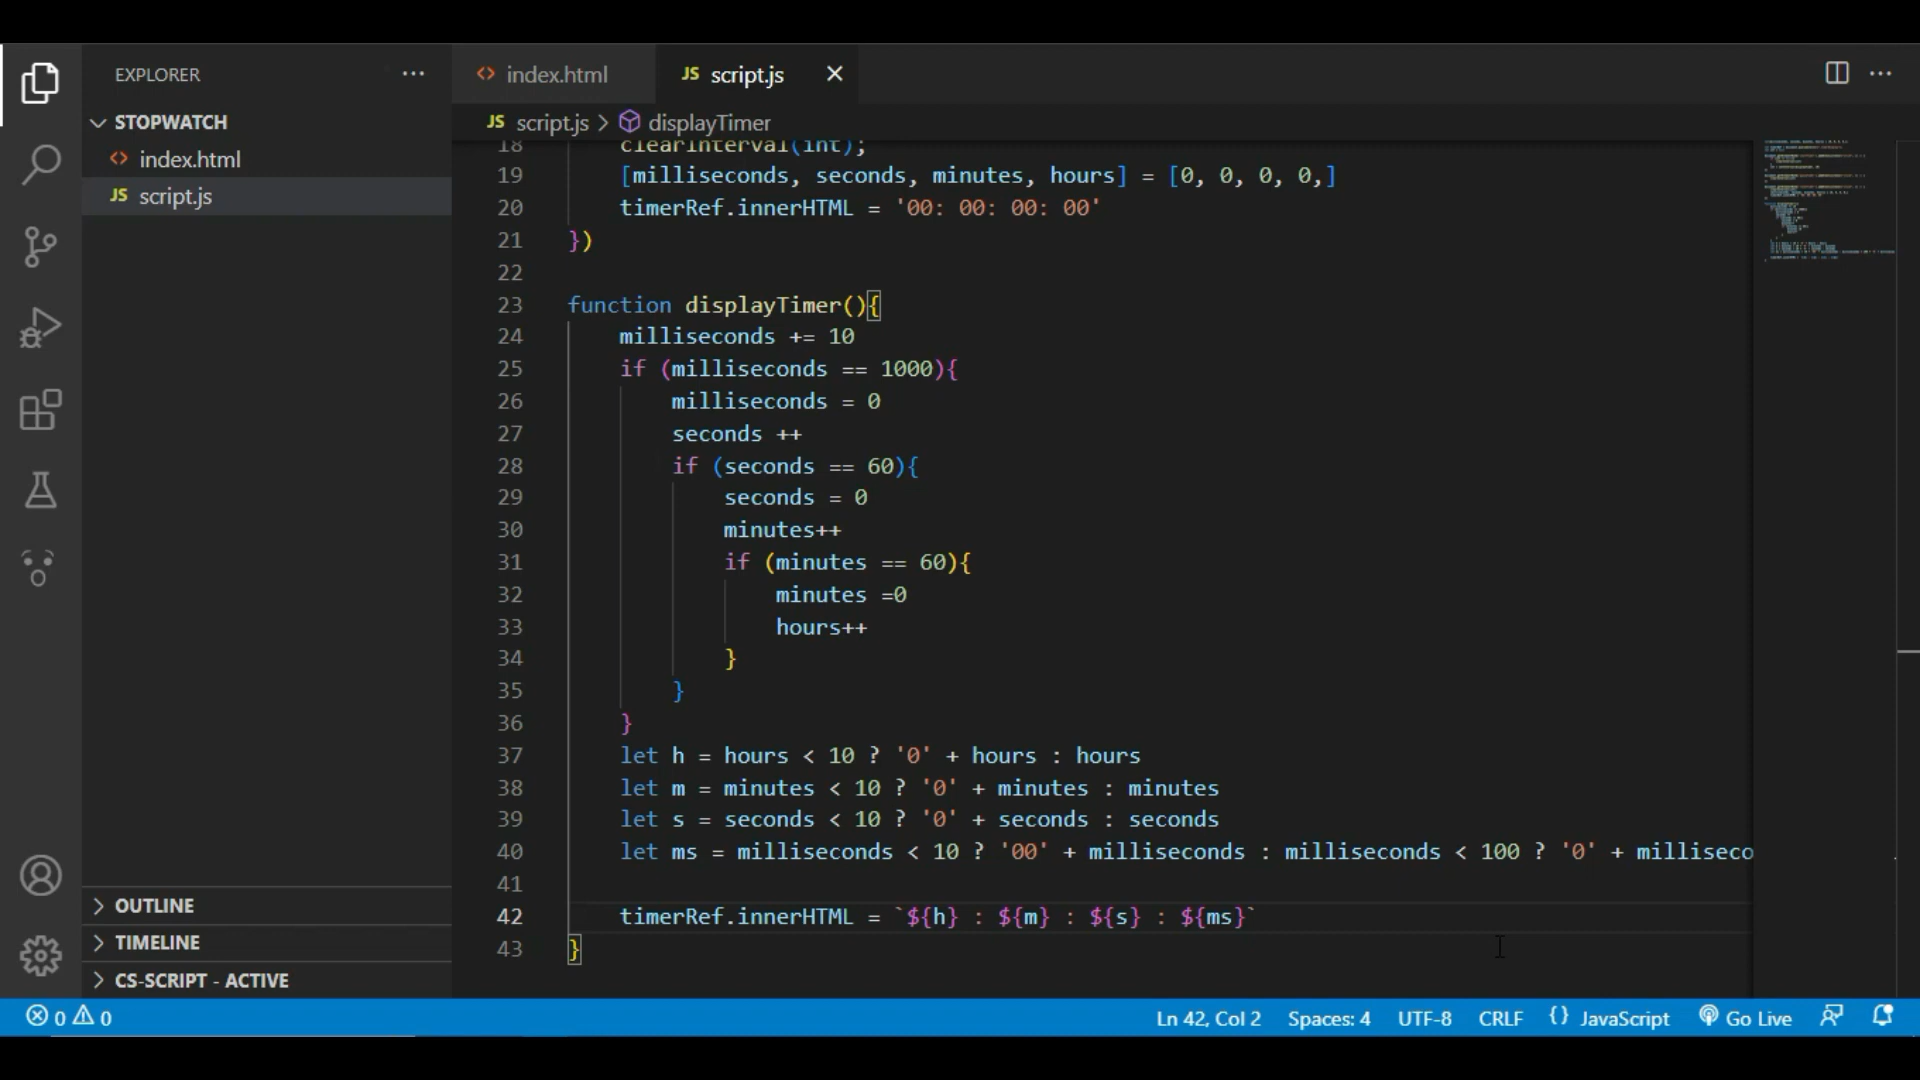 EXPLORER
STOPWATCH
index.html
JS script.js
OUTLINE
TIMELINE
CS-SCRIPT - ACTIVE
index.html
JS script.js
JS script.js > displayTimer
18 clearInterval(int);
19 [milliseconds, seconds, minutes, hours] = [0, 0, 0, 0,]
20 timerRef.innerHTML = '00: 00: 00: 00'
21 })
22
23 function displayTimer(){
24 milliseconds += 10
25 if (milliseconds == 1000){
26 milliseconds = 0
27 seconds ++
28 if (seconds == 60){
29 seconds = 0
30 minutes++
31 if (minutes == 60){
32 minutes =0
33 hours++
34 }
35 }
36 }
37 let h = hours < 10 ? '0' + hours : hours
38 let m = minutes < 10 ? '0' + minutes : minutes
39 let s = seconds < 10 ? '0' + seconds : seconds
40 let ms = milliseconds < 10 ? '00' + milliseconds : milliseconds < 100 ? '0' + milliseco
41
42 timerRef.innerHTML = `${h} : ${m} : ${s} : ${ms}`
43 }
0 0
Ln 42, Col 2
Spaces: 4
UTF-8
CRLF
{} JavaScript
Go Live